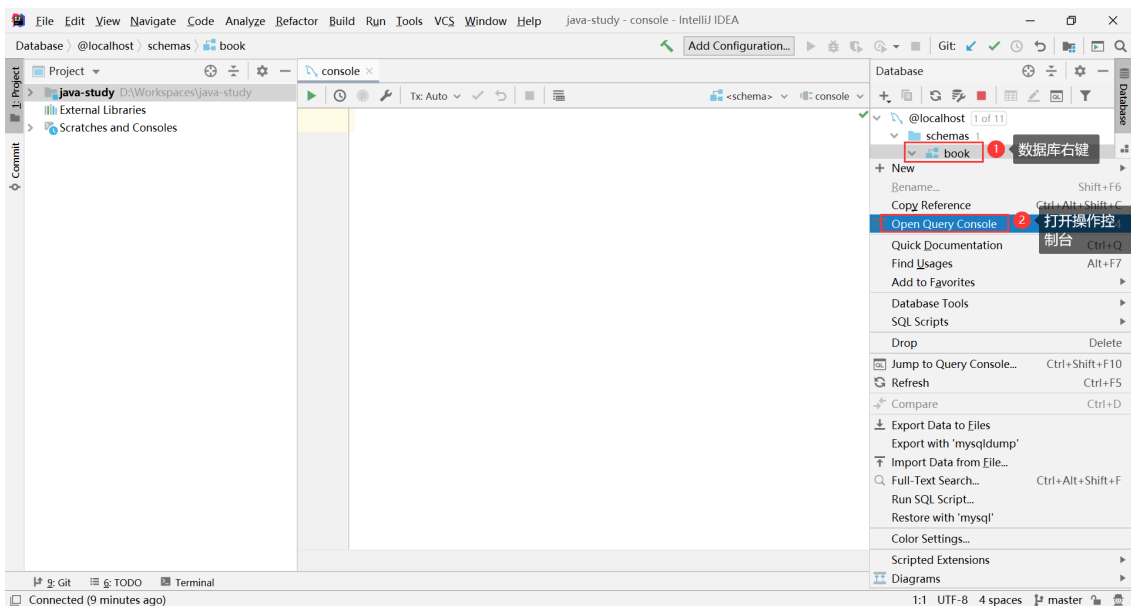 File Edit View Navigate Code Analyze Refactor Build Run Tools VCS Window Help java-study - console - IntelliJ IDEA
Database @localhost schemas book Add Configuration... Git:
Project
java-study D:\Workspaces\java-study
External Libraries
Scratches and Consoles
1: Project
Commit
console
Tx: Auto <schema> console
Database
@localhost 1 of 11
schemas 1
book 1 数据库右键
New
Rename... Shift+F6
Copy Reference Ctrl+Alt+Shift+C
Open Query Console 2 打开操作控
制台
Quick Documentation Ctrl+Q
Find Usages Alt+F7
Add to Favorites
Database Tools
SQL Scripts
Drop Delete
Jump to Query Console... Ctrl+Shift+F10
Refresh Ctrl+F5
Compare Ctrl+D
Export Data to Files
Export with 'mysqldump'
Import Data from File...
Full-Text Search... Ctrl+Alt+Shift+F
Run SQL Script...
Restore with 'mysql'
Color Settings...
Scripted Extensions
Diagrams
Database
9: Git 6: TODO Terminal
Connected (9 minutes ago) 1:1 UTF-8 4 spaces master